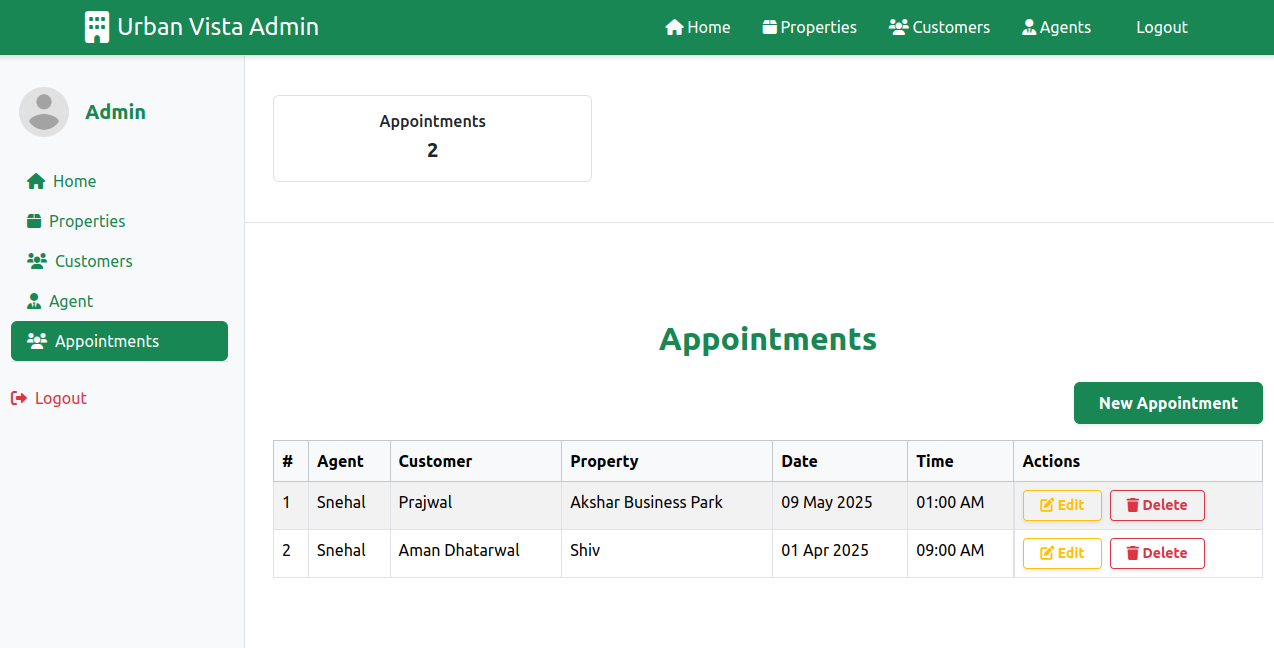 Urban Vista Admin Home Properties Customers Agents Logout
Admin
Home
Properties
Customers
Agent
Appointments
Logout
Appointments
2
Appointments
New Appointment
# Agent Customer Property Date Time Actions
1 Snehal Prajwal Akshar Business Park 09 May 2025 01:00 AM Edit Delete
2 Snehal Aman Dhatarwal Shiv 01 Apr 2025 09:00 AM Edit Delete